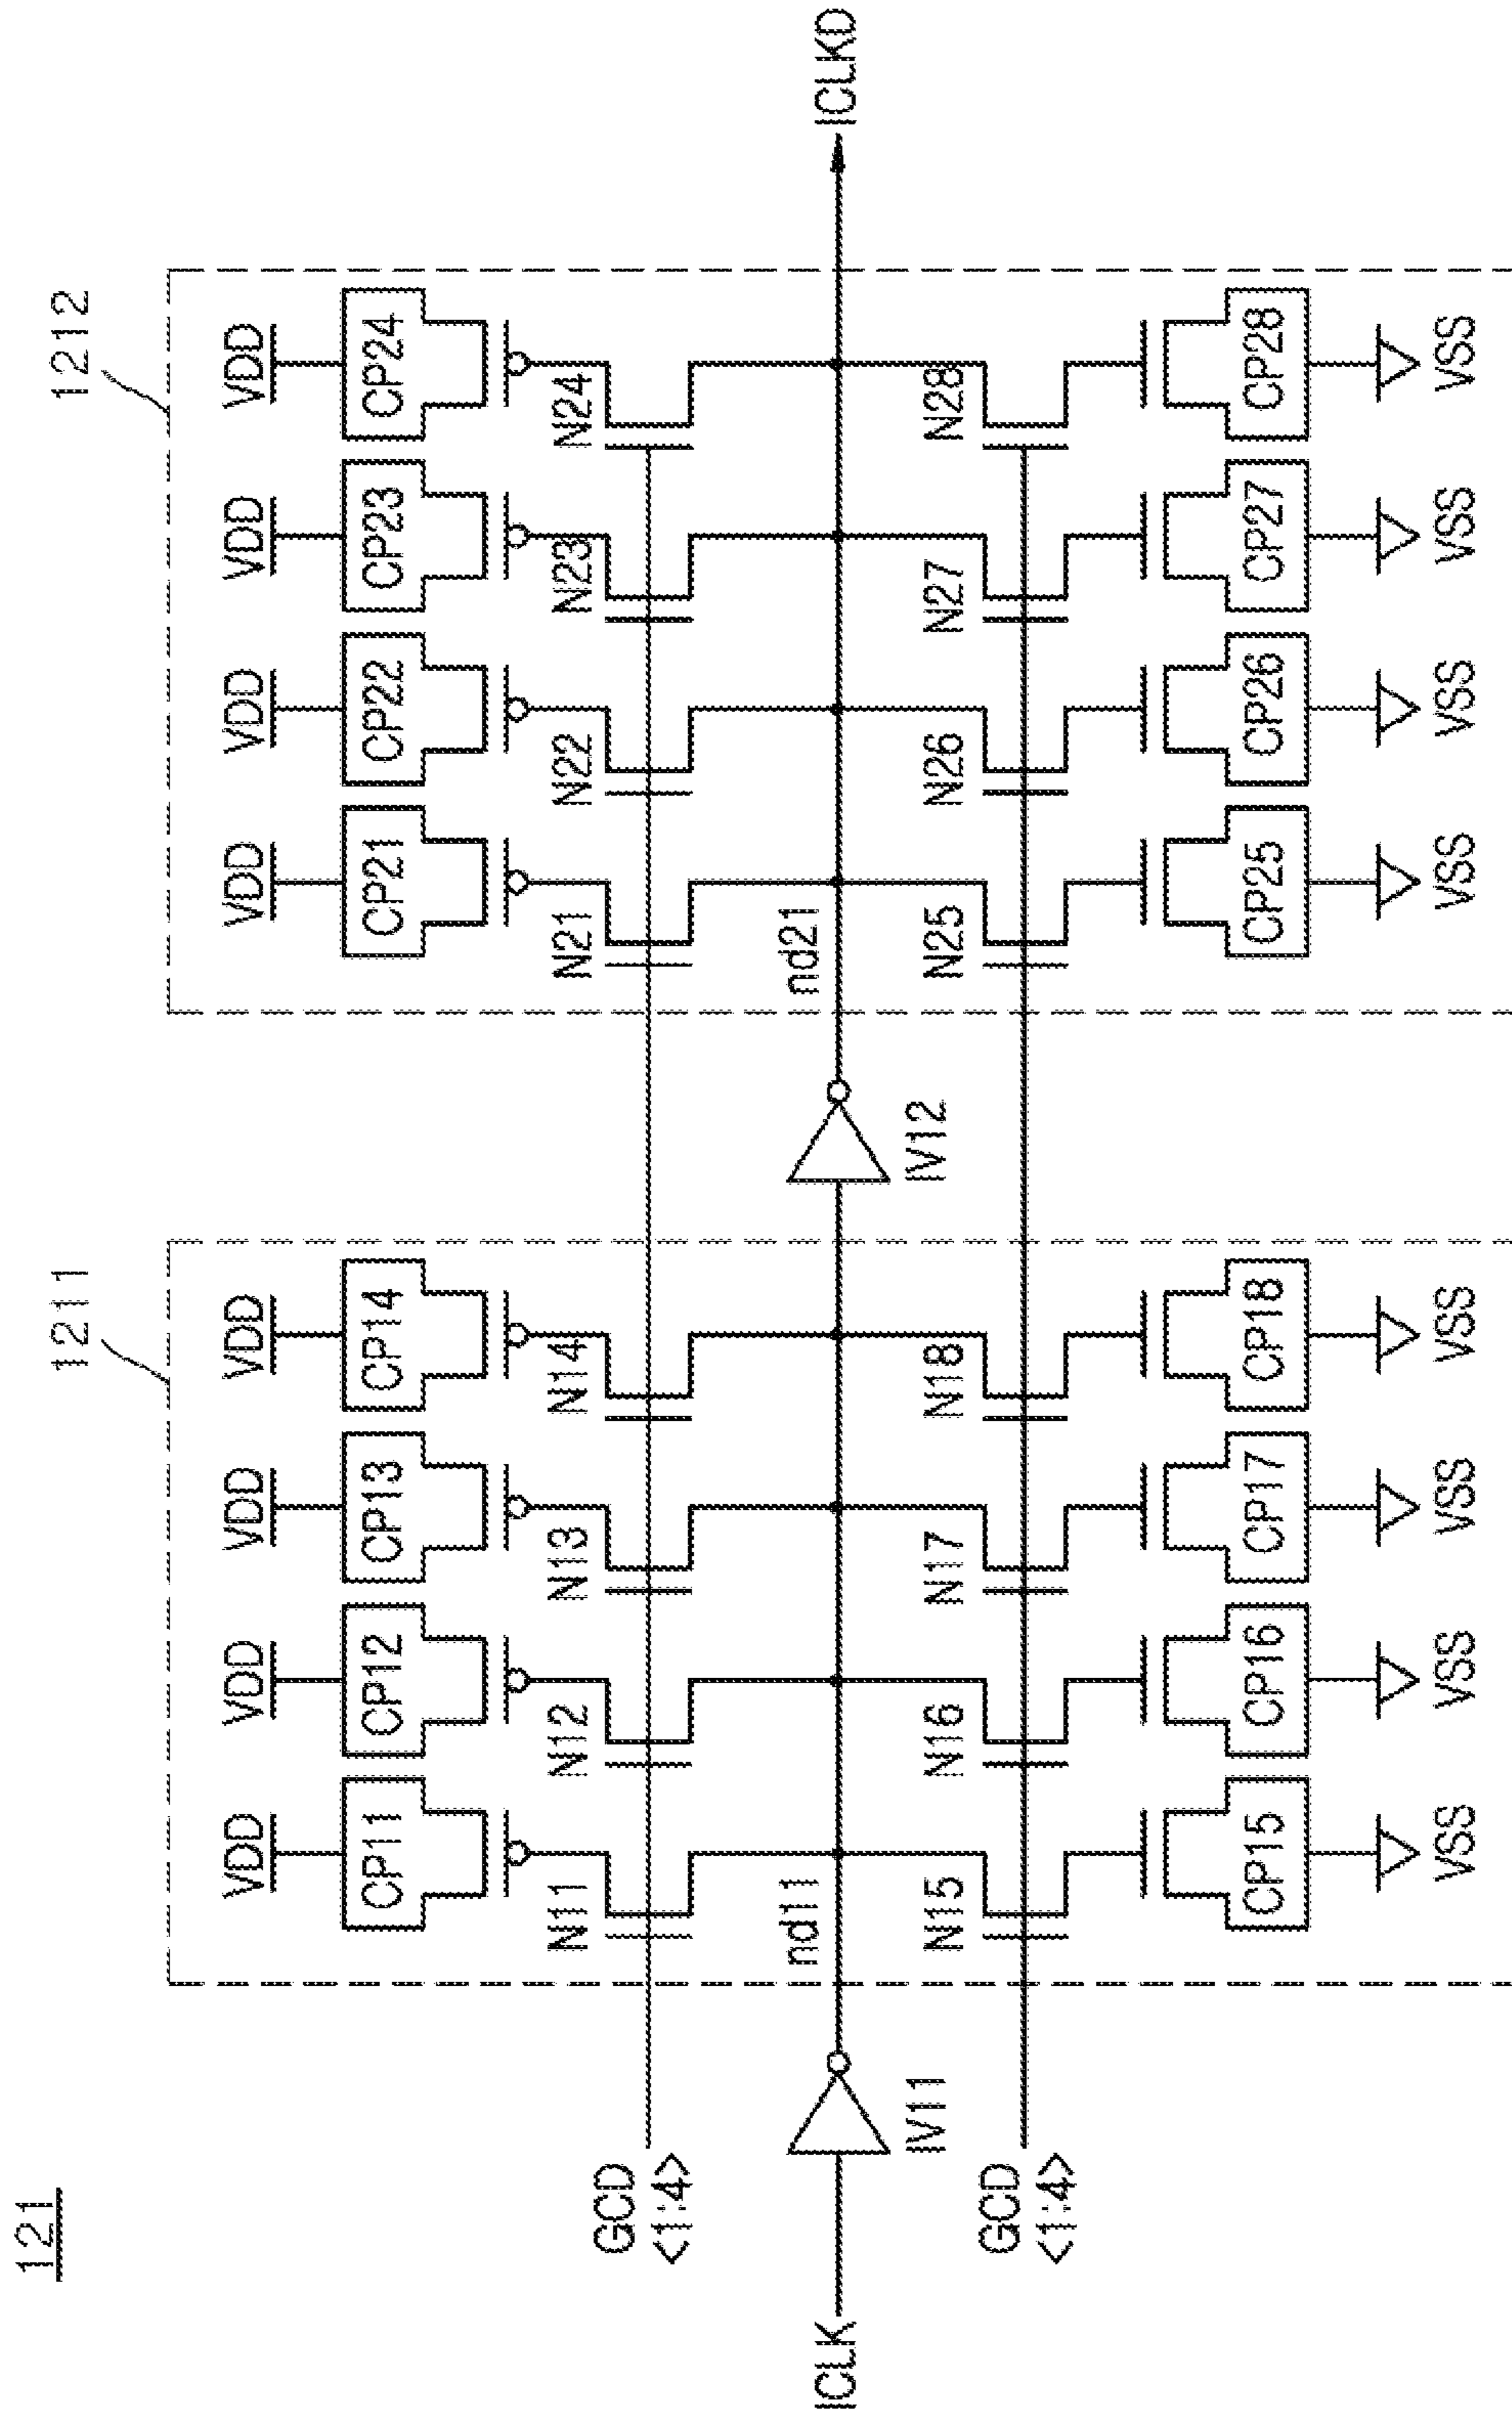 121
1211
1212
VDD VDD VDD VDD VDD VDD VDD VDD
CP11 CP12 CP13 CP14 CP21 CP22 CP23 CP24
N11 N12 N13 N14 N21 N22 N23 N24
GCD
<1:4>
nd11 nd21
ICLK ICLKD
IV11 IV12
GCD
<1:4>
N15 N16 N17 N18 N25 N26 N27 N28
CP15 CP16 CP17 CP18 CP25 CP26 CP27 CP28
VSS VSS VSS VSS VSS VSS VSS VSS